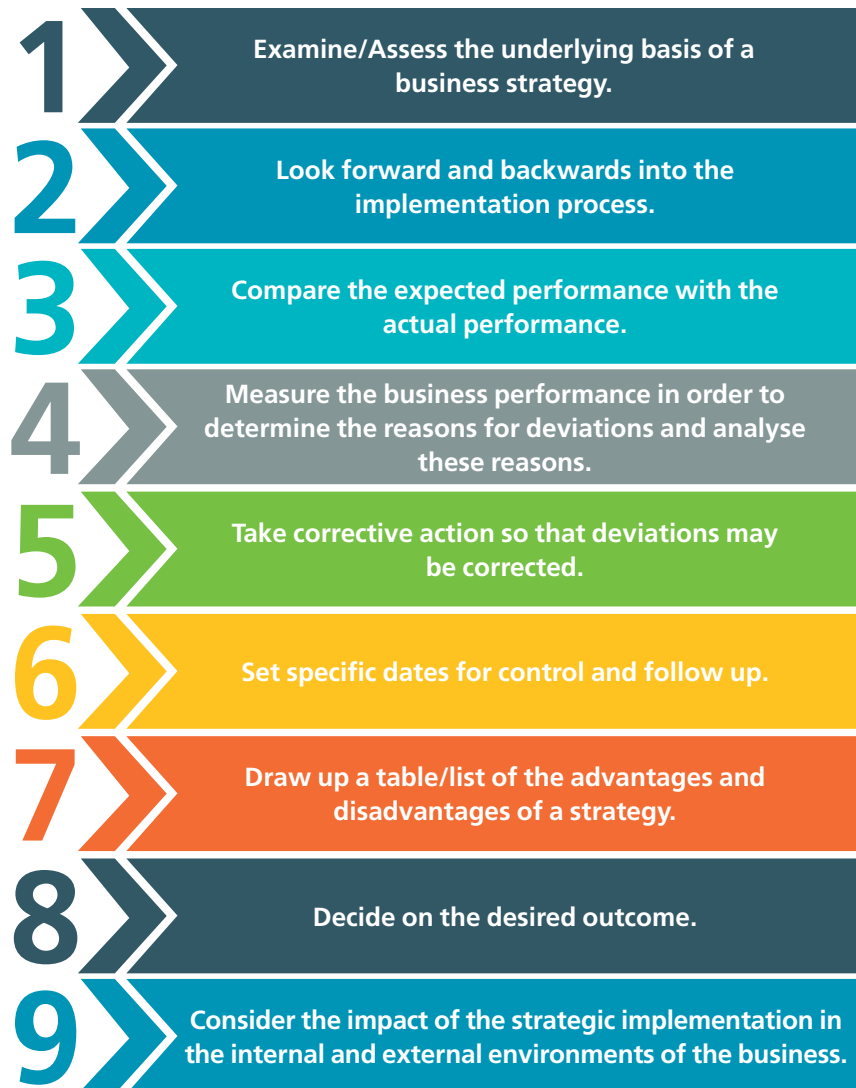 1
Examine/Assess the underlying basis of a
business strategy.
2
Look forward and backwards into the
implementation process.
3
Compare the expected performance with the
actual performance.
4
Measure the business performance in order to
determine the reasons for deviations and analyse
these reasons.
5
Take corrective action so that deviations may
be corrected.
6
Set specific dates for control and follow up.
7
Draw up a table/list of the advantages and
disadvantages of a strategy.
8
Decide on the desired outcome.
9
Consider the impact of the strategic implementation in
the internal and external environments of the business.